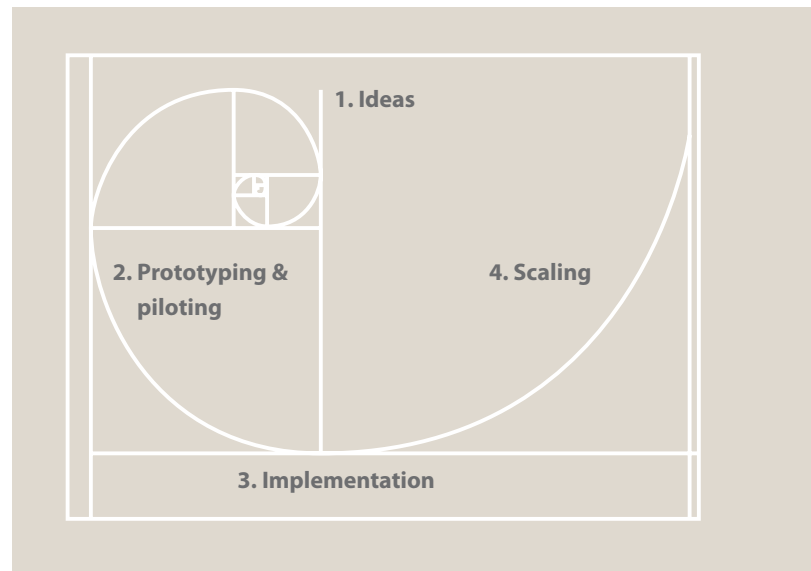 1. Ideas
2. Prototyping &
piloting
4. Scaling
3. Implementation